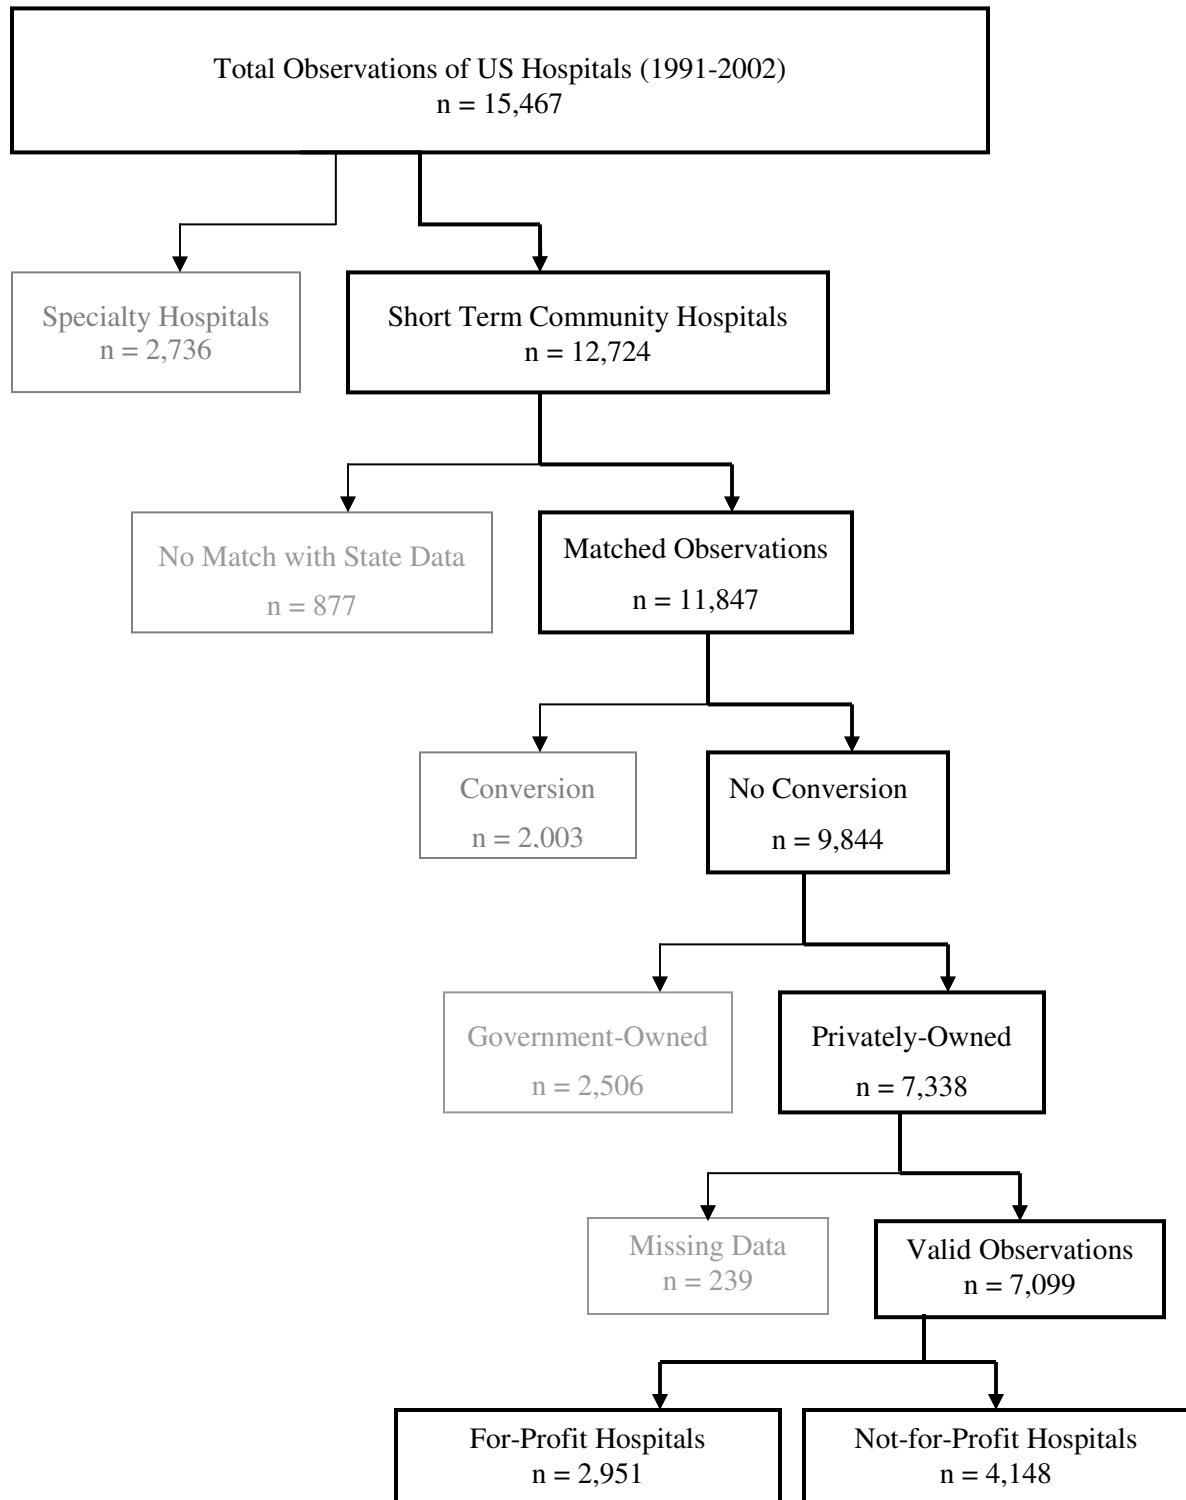 Total Observations of US Hospitals (1991-2002)
n = 15,467
Specialty Hospitals
n = 2,736
Short Term Community Hospitals
n = 12,724
No Match with State Data
n = 877
Matched Observations
n = 11,847
Conversion
n = 2,003
No Conversion
n = 9,844
Government-Owned
n = 2,506
Privately-Owned
n = 7,338
Missing Data
n = 239
Valid Observations
n = 7,099
For-Profit Hospitals
n = 2,951
Not-for-Profit Hospitals
n = 4,148